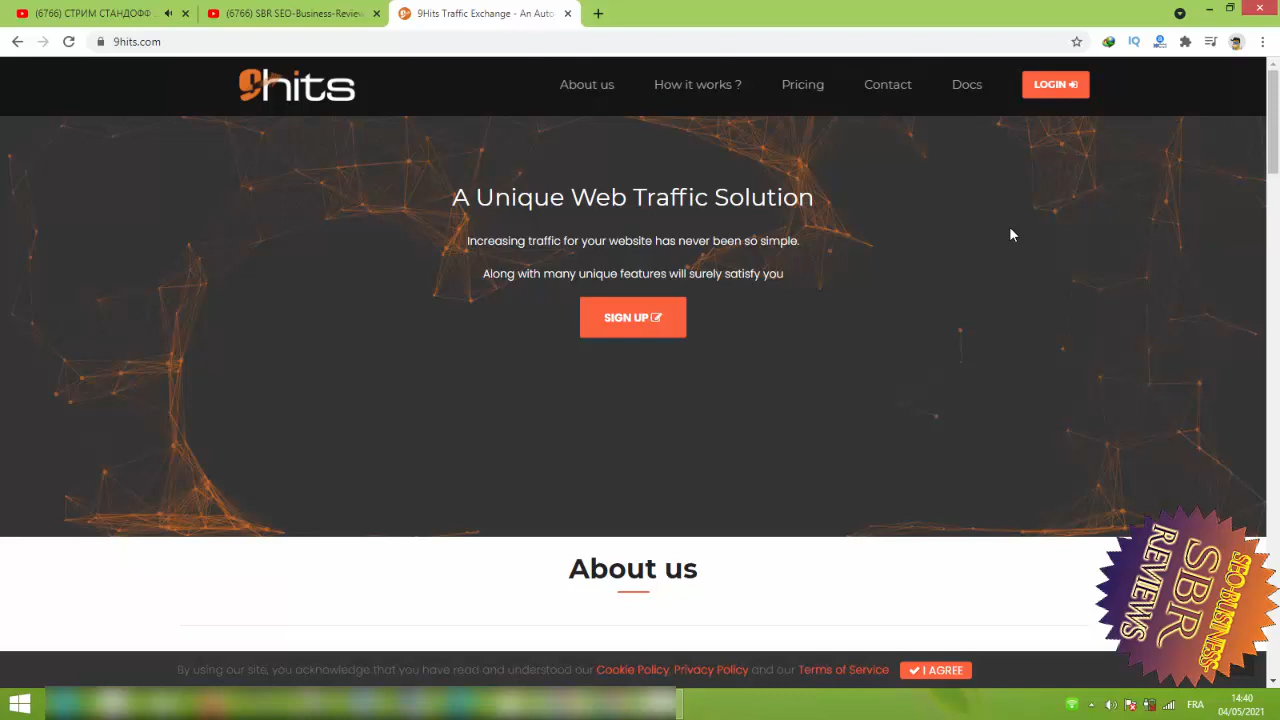 (6766) СТРИМ СТАНДОФФ
(6766) SBR SEO-Business-Review
9Hits Traffic Exchange - An Auto
9hits.com
9hits
About us
How it works ?
Pricing
Contact
Docs
LOGIN
A Unique Web Traffic Solution
Increasing traffic for your website has never been so simple.
Along with many unique features will surely satisfy you
SIGN UP
About us
By using our site, you acknowledge that you have read and understood our Cookie Policy, Privacy Policy and our Terms of Service
I AGREE
SEO-BUSINESS-
SBR
REVIEWS
FRA
14:40
04/05/2021